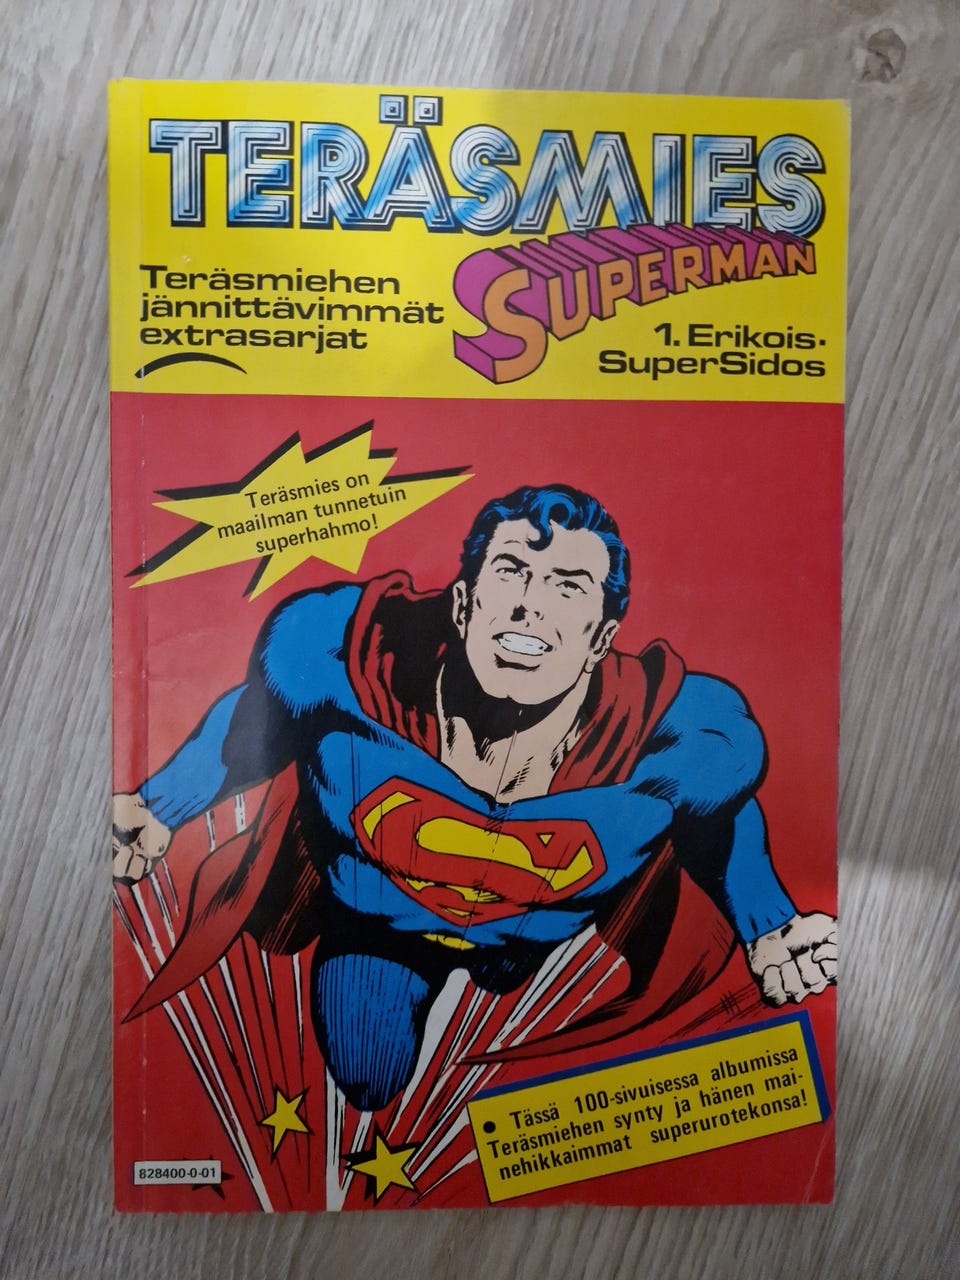 TERÄSMIES
SUPERMAN
Teräsmiehen
jännittävimmät
extrasarjat
1. Erikois-
SuperSidos
Teräsmies on
maailman tunnetuin
superhahmo!
• Tässä 100-sivuisessa albumissa
Teräsmiehen synty ja hänen mai-
nehikkaimmat superurotekonsa!
828400-0-01